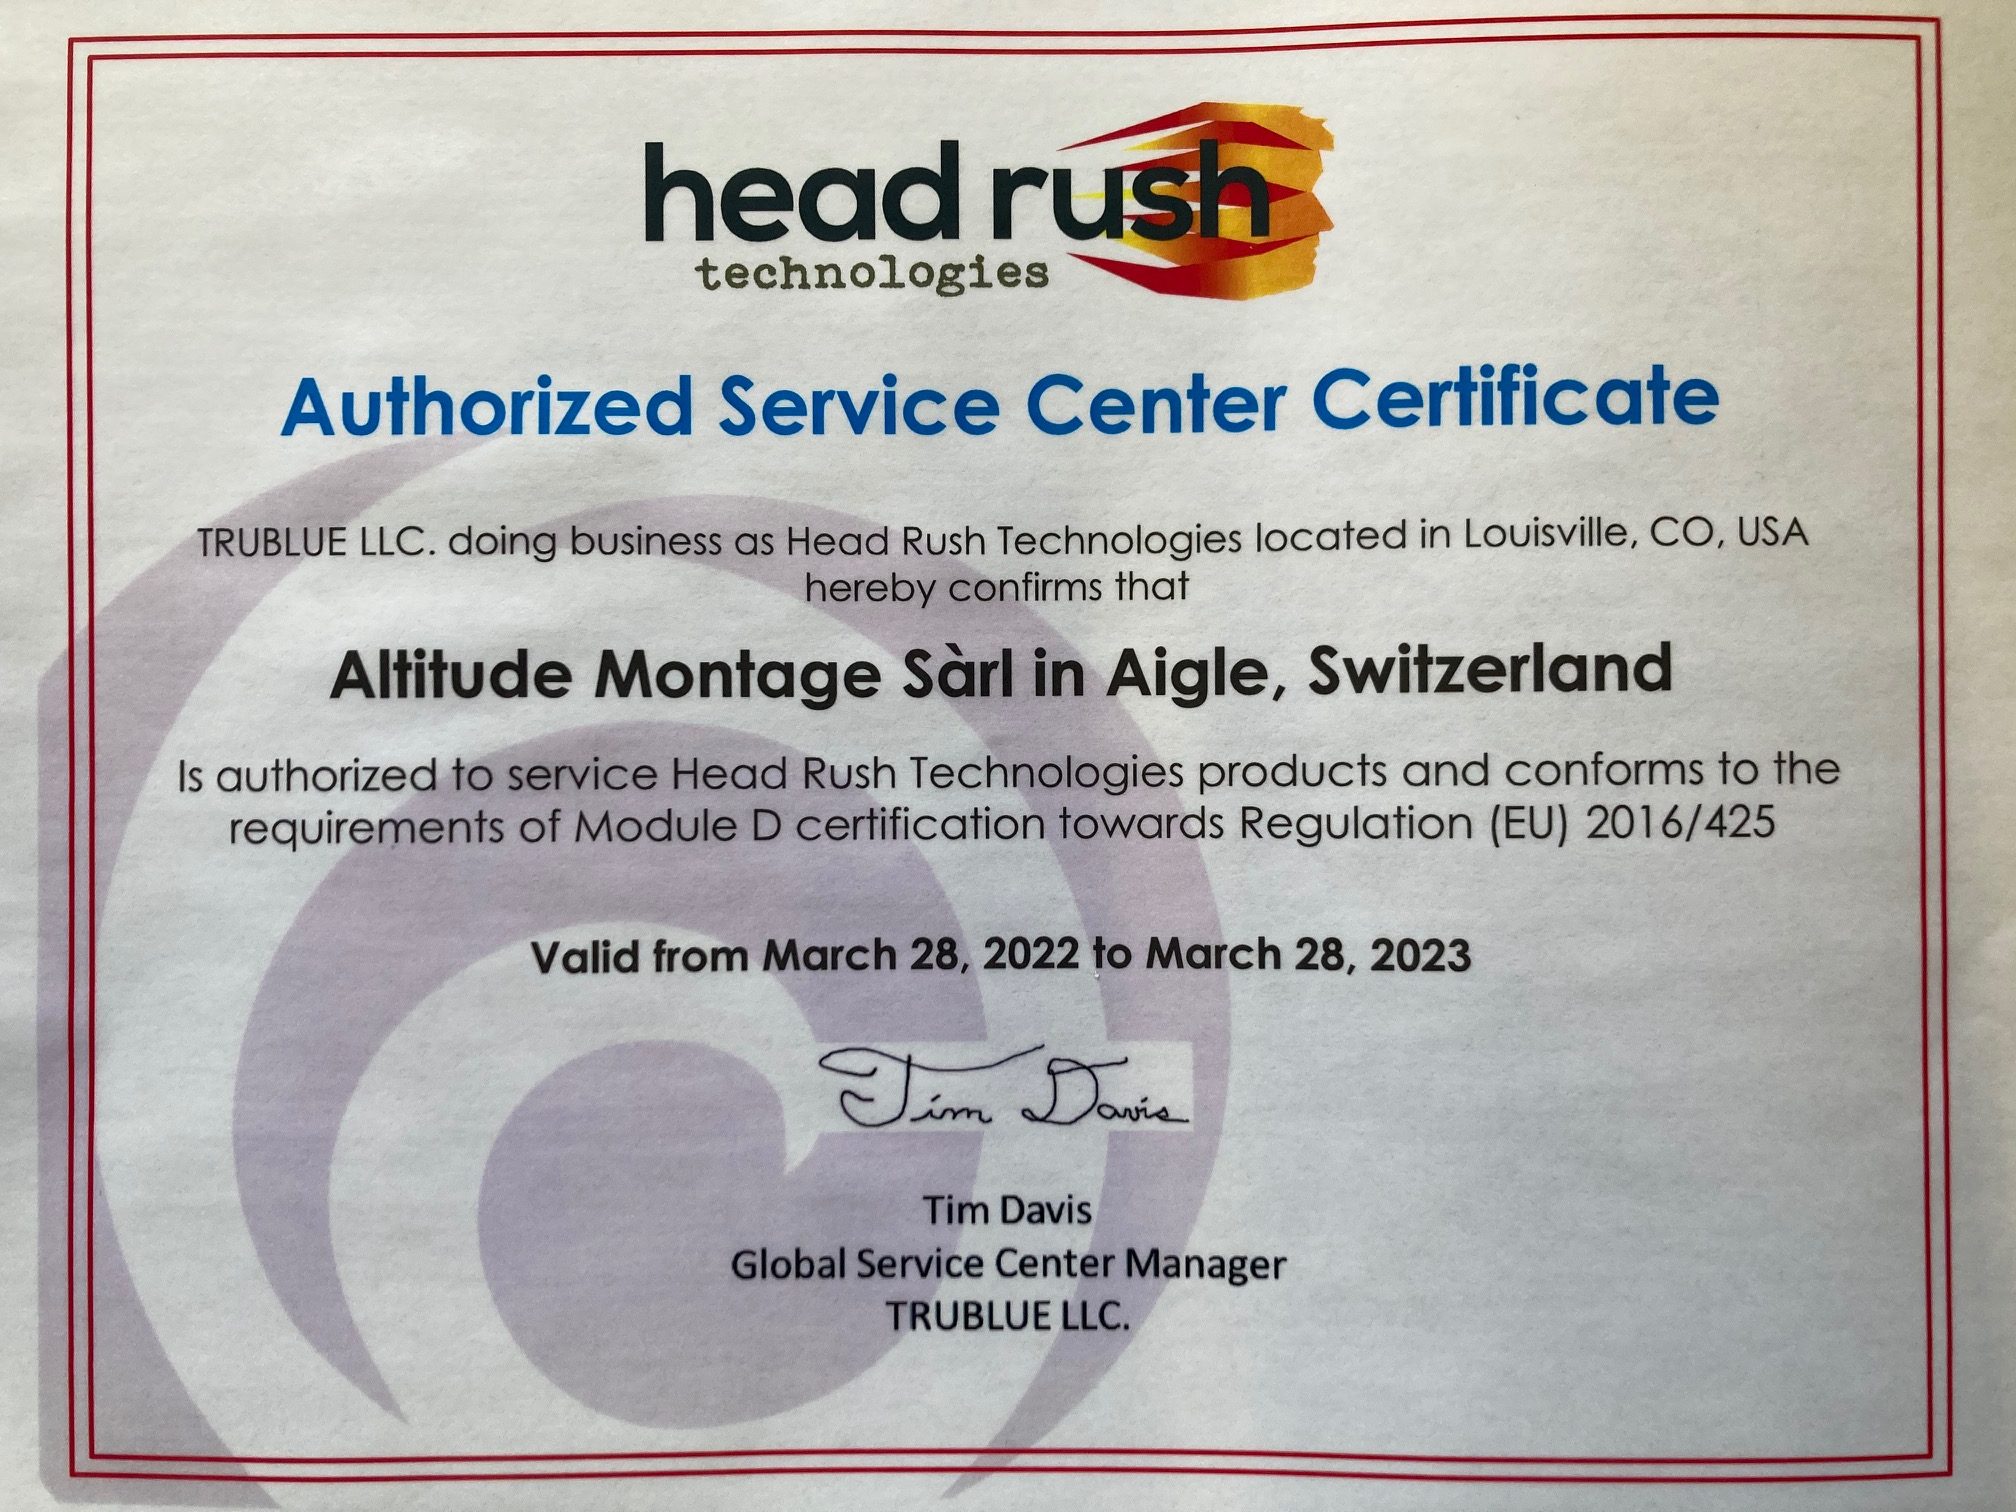 head rush
technologies
Authorized Service Center Certificate
TRUBLUE LLC. doing business as Head Rush Technologies located in Louisville, CO, USA
hereby confirms that
Altitude Montage Sàrl in Aigle, Switzerland
Is authorized to service Head Rush Technologies products and conforms to the
requirements of Module D certification towards Regulation (EU) 2016/425
Valid from March 28, 2022 to March 28, 2023
Tim Davis
Tim Davis
Global Service Center Manager
TRUBLUE LLC.